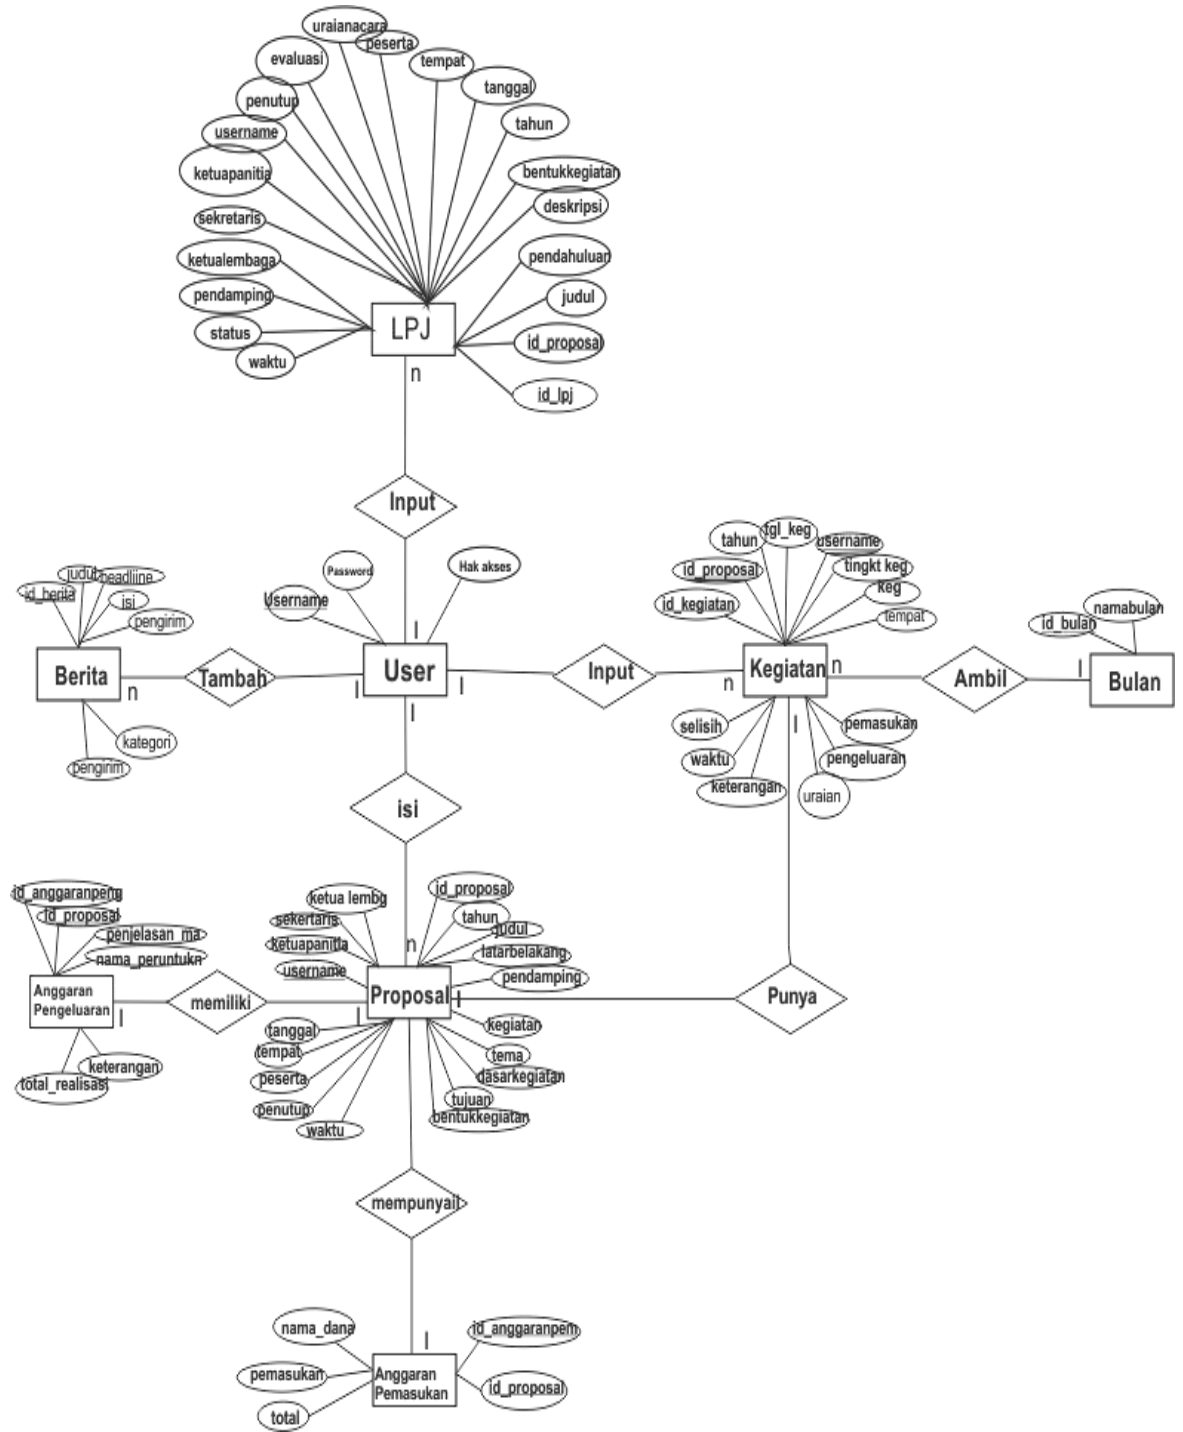 uraianacara
peserta
evaluasi
tempat
tanggal
penutup
tahun
username
ketuapanitia
bentukkegiatan
deskripsi
sekretaris
ketualembaga
pendahuluan
pendamping
judul
status
LPJ
id_proposal
waktu
n
id_lpj
Input
tgl_keg
tahun
username
id_proposal
tingkt keg
keg
id_kegiatan
tempat
Password
Hak akses
Username
judul
headliine
id_berita
isi
pengirim
namabulan
id_bulan
I
Berita
n
Tambah
I
User
I
Input
n
Kegiatan
n
Ambil
I
Bulan
I
kategori
pengirim
selisih
I
pemasukan
waktu
pengeluaran
keterangan
uraian
isi
id_anggaranpeng
id_proposal
penjelasan_ma
nama_peruntukn
ketua lembg
id_proposal
sekertaris
tahun
judul
ketuapanitia
n
latarbelakang
username
pendamping
Anggaran
Pengeluaran
I
memiliki
I
Proposal
I
Punya
tanggal
kegiatan
tempat
tema
peserta
dasarkegiatan
penutup
tujuan
bentukkegiatan
waktu
keterangan
total_realisasi
mempunyail
nama_dana
I
id_anggaranpem
pemasukan
Anggaran
Pemasukan
id_proposal
total